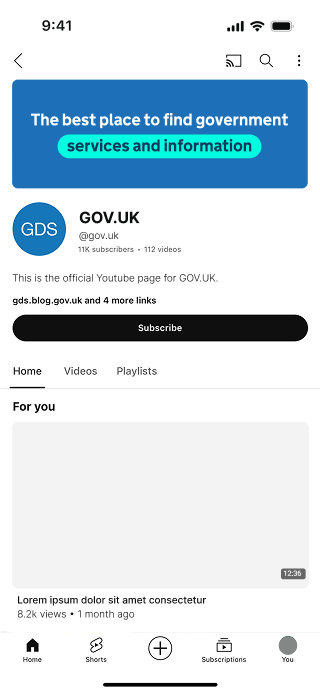 9:41
The best place to find government
services and information
GDS
GOV.UK
@gov.uk
11K subscribers • 112 videos
This is the official Youtube page for GOV.UK.
gds.blog.gov.uk and 4 more links
Subscribe
Home Videos Playlists
For you
12:36
Lorem ipsum dolor sit amet consectetur
8.2k views • 1 month ago
Home Shorts Subscriptions You